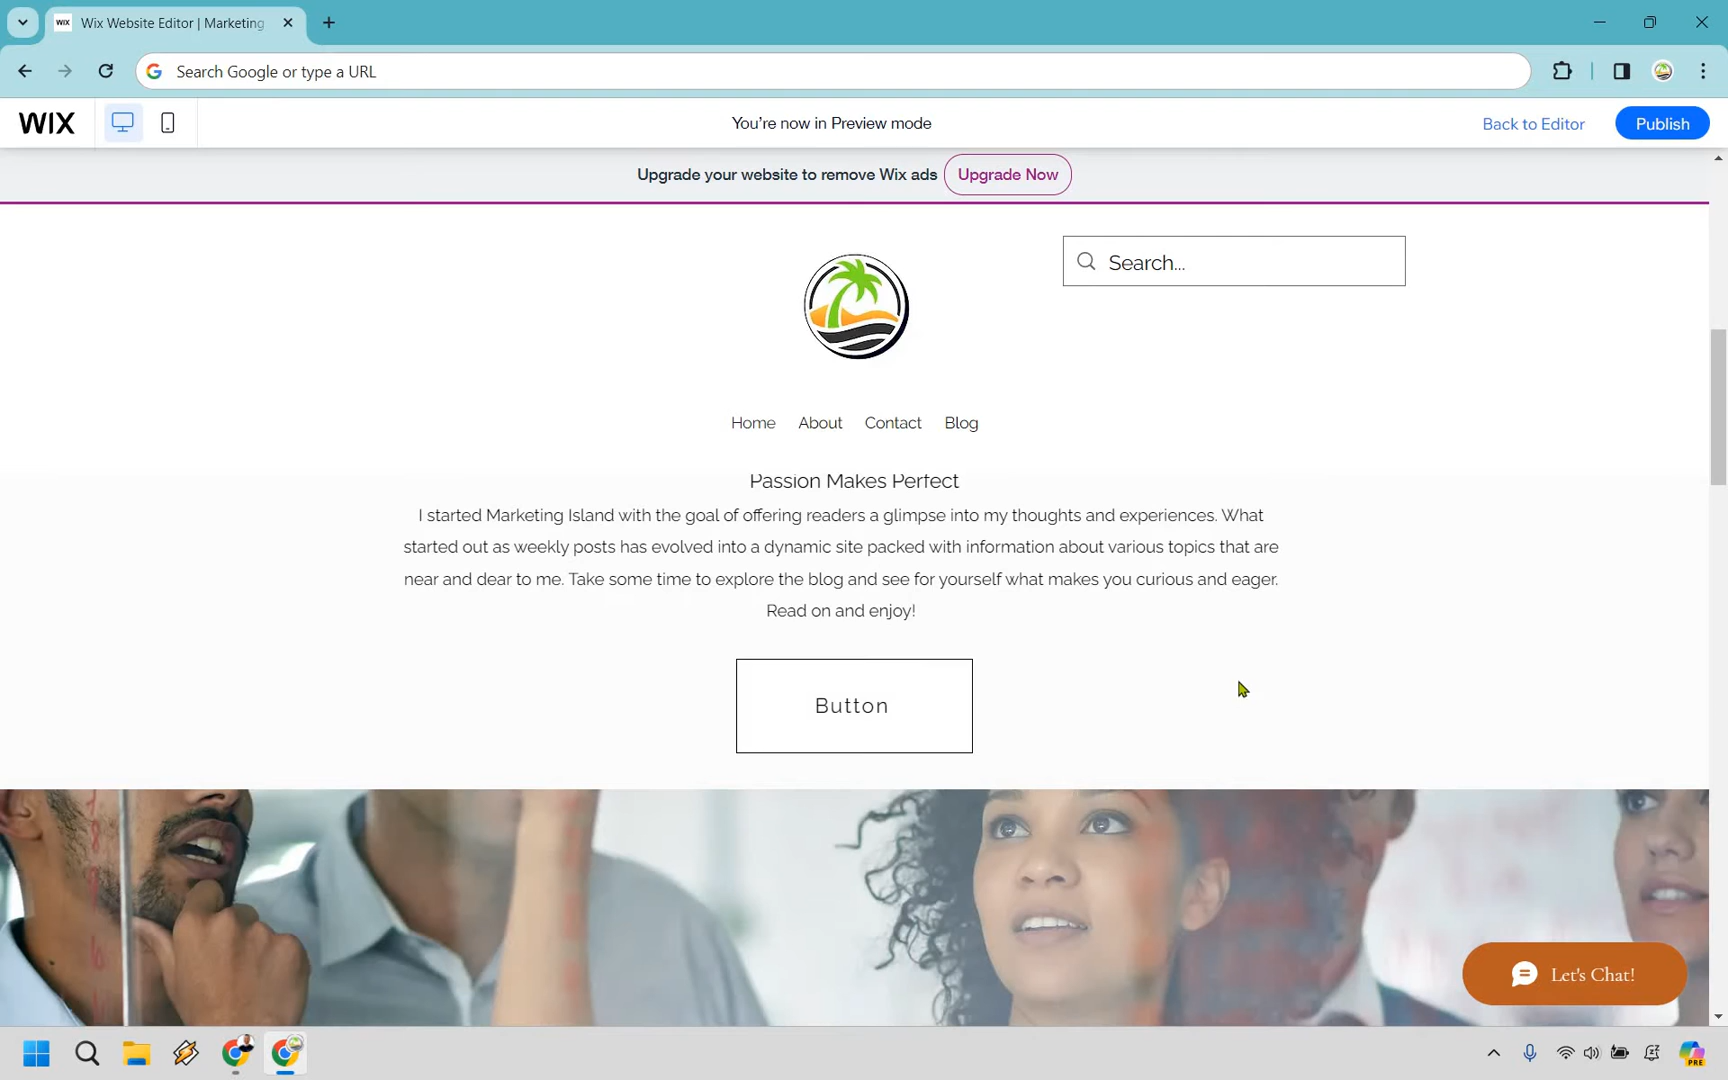 WIX Wix Website Editor | Marketing
Search Google or type a URL
WIX
You're now in Preview mode
Back to Editor
Publish
Upgrade your website to remove Wix ads
Upgrade Now
Search...
Home About Contact Blog
Passion Makes Perfect
I started Marketing Island with the goal of offering readers a glimpse into my thoughts and experiences. What
started out as weekly posts has evolved into a dynamic site packed with information about various topics that are
near and dear to me. Take some time to explore the blog and see for yourself what makes you curious and eager.
Read on and enjoy!
Button
Let's Chat!
PRE